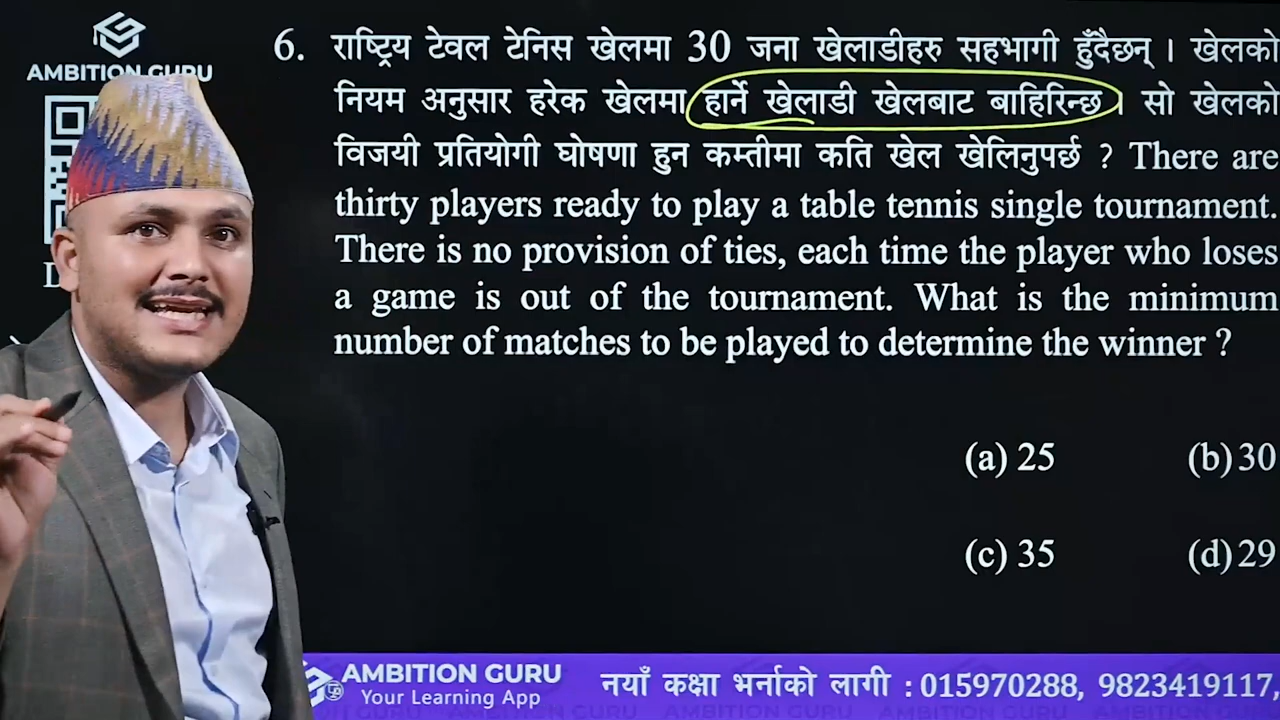 AMBITION GURU
6. राष्ट्रिय टेवल टेनिस खेलमा 30 जना खेलाडीहरु सहभागी हुँदैछन् । खेलको
नियम अनुसार हरेक खेलमा हार्ने खेलाडी खेलबाट बाहिरिन्छ । सो खेलको
विजयी प्रतियोगी घोषणा हुन कम्तीमा कति खेल खेलिनुपर्छ ? There are
thirty players ready to play a table tennis single tournament.
There is no provision of ties, each time the player who loses
a game is out of the tournament. What is the minimum
number of matches to be played to determine the winner ?
(a) 25 (b) 30
(c) 35 (d) 29
AMBITION GURU
Your Learning App
नयाँ कक्षा भर्नाको लागी : 015970288, 9823419117,